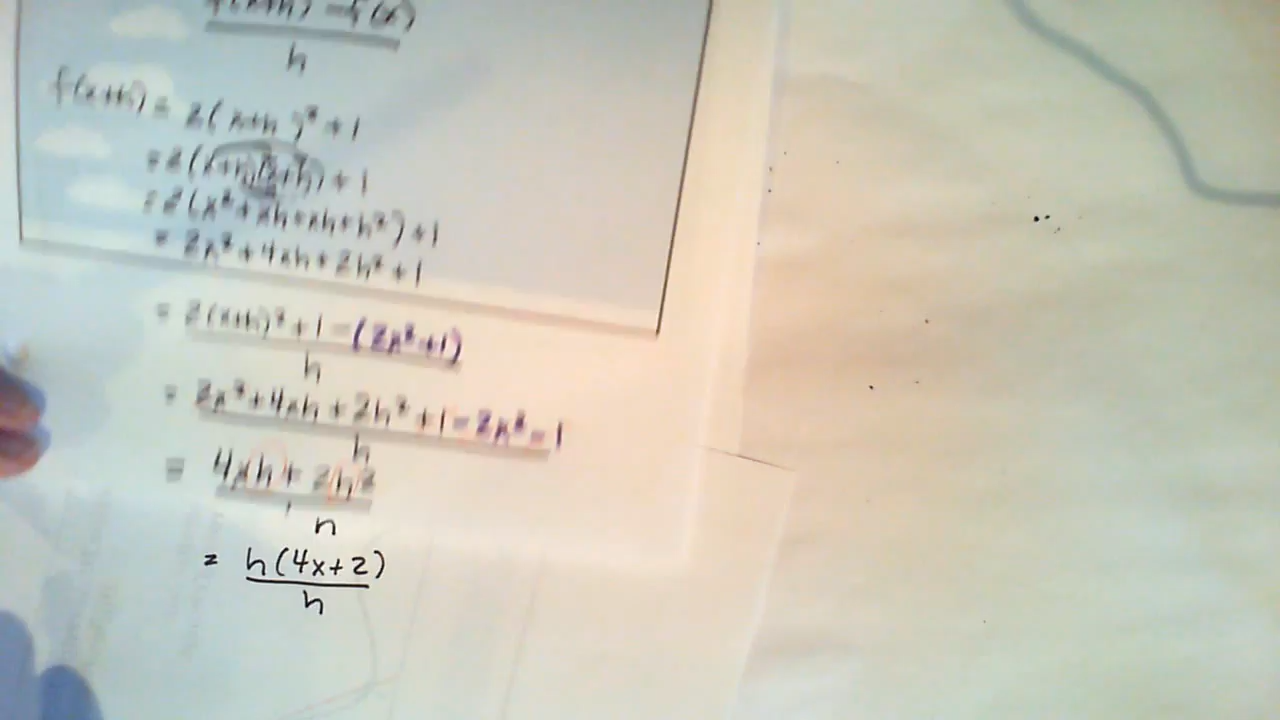 f(x+h) - f(x)
h
f(x+h) = 2(x+h)² + 1
= 2(x+h)(x+h) + 1
= 2(x² + xh + xh + h²) + 1
= 2x² + 4xh + 2h² + 1
= 2(x+h)² + 1 - (2x²+1)
h
= 2x² + 4xh + 2h² + 1 - 2x² - 1
h
= 4xh + 2h²
h
= h(4x+2)
h